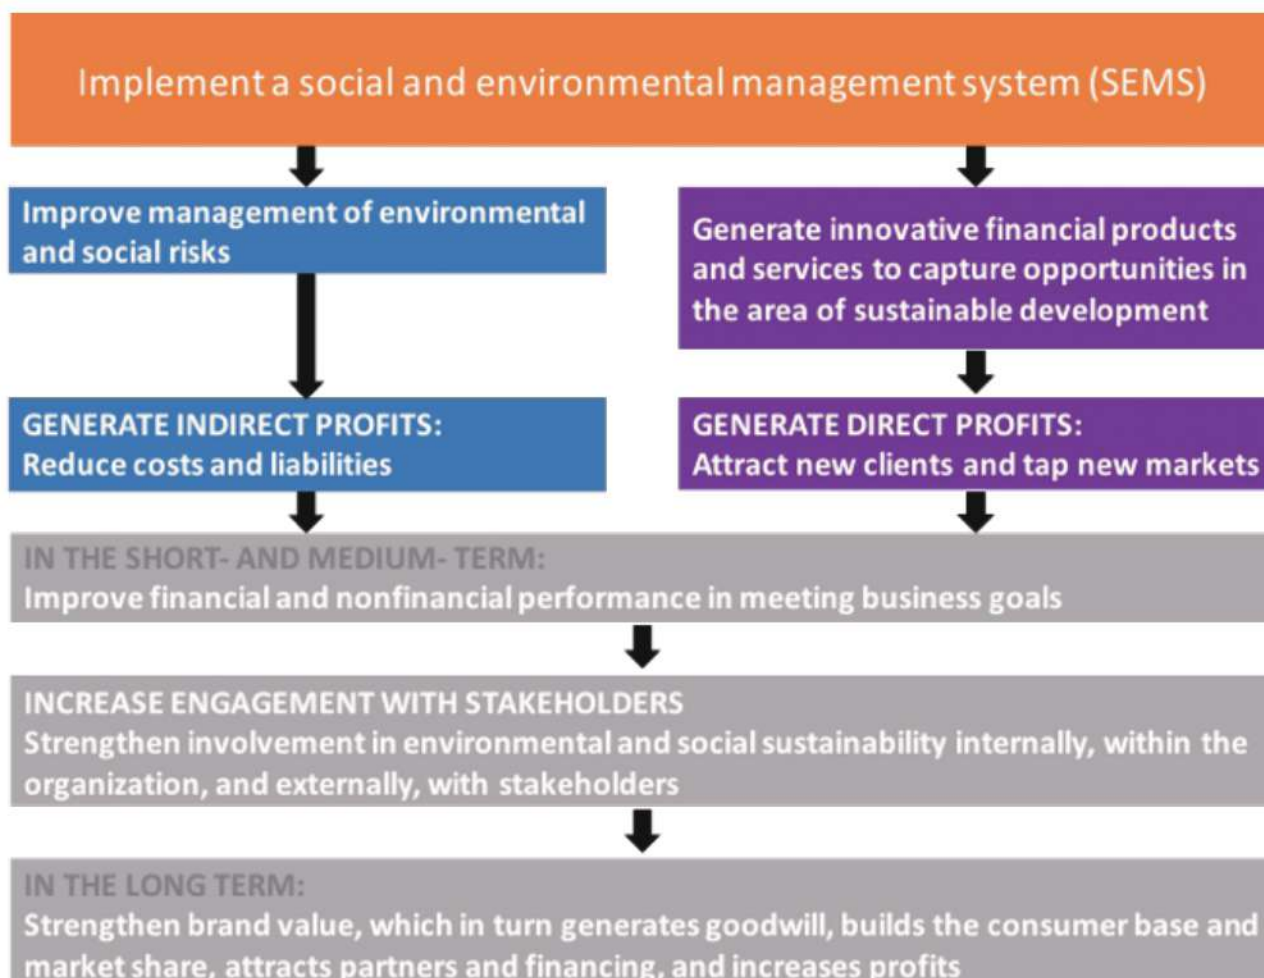 Implement a social and environmental management system (SEMS)
Improve management of environmental
and social risks
Generate innovative financial products
and services to capture opportunities in
the area of sustainable development
GENERATE INDIRECT PROFITS:
Reduce costs and liabilities
GENERATE DIRECT PROFITS:
Attract new clients and tap new markets
IN THE SHORT- AND MEDIUM- TERM:
Improve financial and nonfinancial performance in meeting business goals
INCREASE ENGAGEMENT WITH STAKEHOLDERS
Strengthen involvement in environmental and social sustainability internally, within the
organization, and externally, with stakeholders
IN THE LONG TERM:
Strengthen brand value, which in turn generates goodwill, builds the consumer base and
market share, attracts partners and financing, and increases profits